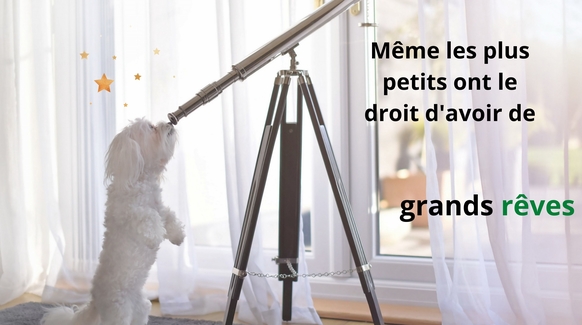 Même les plus
petits ont le
droit d'avoir de
grands rêves